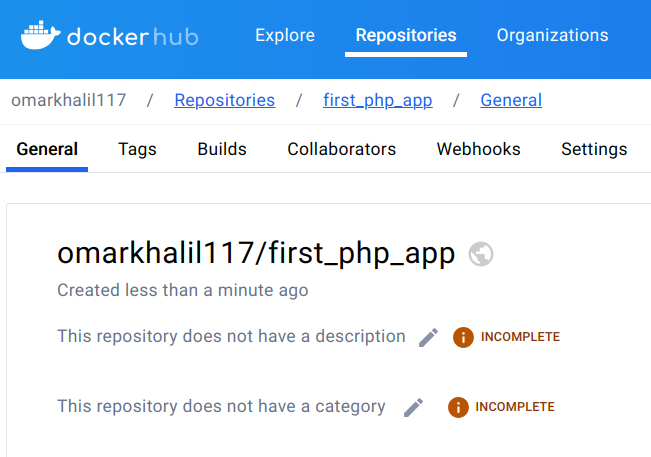 dockerhub Explore Repositories Organizations
omarkhalil117 / Repositories / first_php_app / General
General Tags Builds Collaborators Webhooks Settings
omarkhalil117/first_php_app
Created less than a minute ago
This repository does not have a description INCOMPLETE
This repository does not have a category INCOMPLETE